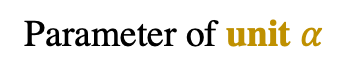 Parameter of unit α